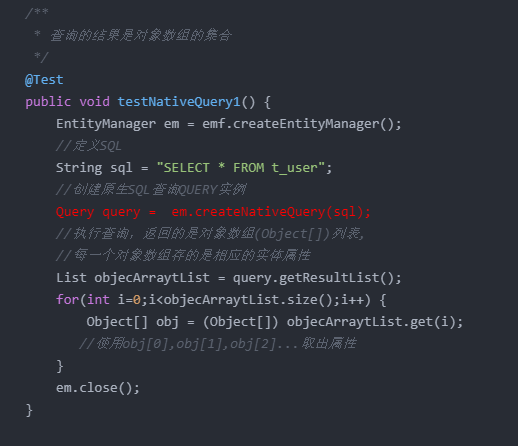 /**
 * 查询的结果是对象数组的集合
 */
@Test
public void testNativeQuery1() {
    EntityManager em = emf.createEntityManager();
    //定义SQL
    String sql = "SELECT * FROM t_user";
    //创建原生SQL查询QUERY实例
    Query query =  em.createNativeQuery(sql);
    //执行查询，返回的是对象数组(Object[])列表,
    //每一个对象数组存的是相应的实体属性
    List objecArraytList = query.getResultList();
    for(int i=0;i<objecArraytList.size();i++) {
        Object[] obj = (Object[]) objecArraytList.get(i);
       //使用obj[0],obj[1],obj[2]...取出属性
    }
    em.close();
}